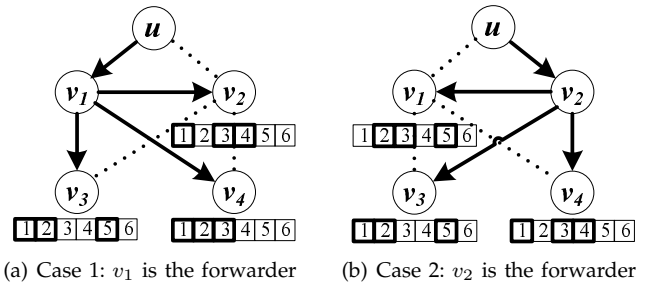 u u
v1 v2 v1 v2
1 2 3 4 5 6 1 2 3 4 5 6
v3 v4 v3 v4
1 2 3 4 5 6 1 2 3 4 5 6 1 2 3 4 5 6 1 2 3 4 5 6
(a) Case 1: v1 is the forwarder (b) Case 2: v2 is the forwarder